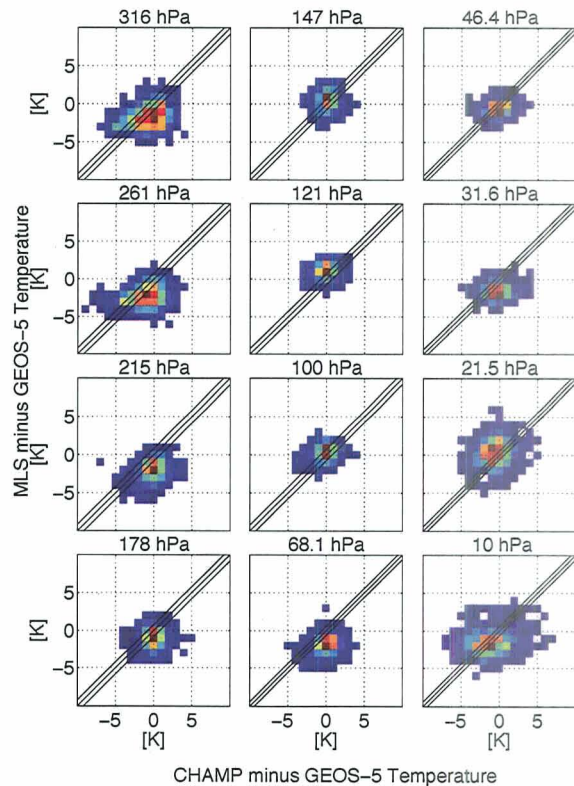 316 hPa
147 hPa
46.4 hPa
5
0
−5
[K]
261 hPa
121 hPa
31.6 hPa
5
0
−5
[K]
215 hPa
100 hPa
21.5 hPa
5
0
−5
[K]
MLS minus GEOS−5 Temperature
178 hPa
68.1 hPa
10 hPa
5
0
−5
[K]
−5 0 5
−5 0 5
−5 0 5
[K]
[K]
[K]
CHAMP minus GEOS−5 Temperature